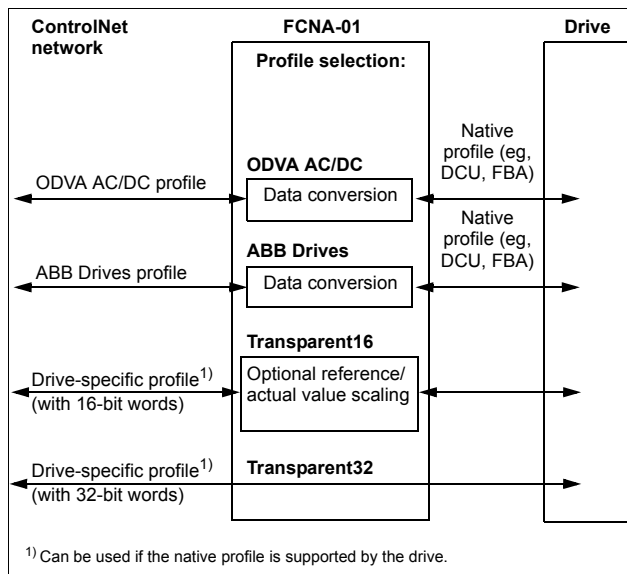 ControlNet network
FCNA-01
Drive
Profile selection:
Native profile (eg, DCU, FBA)
ODVA AC/DC
ODVA AC/DC profile
Data conversion
Native profile (eg, DCU, FBA)
ABB Drives
ABB Drives profile
Data conversion
Transparent16
Drive-specific profile1)
(with 16-bit words)
Optional reference/
actual value scaling
Drive-specific profile1)
(with 32-bit words)
Transparent32
1) Can be used if the native profile is supported by the drive.